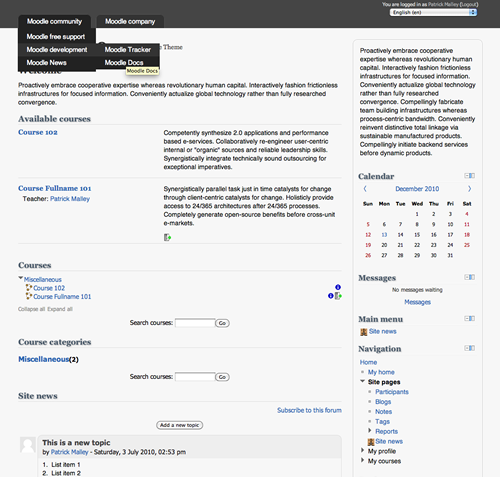 You are logged in as Patrick Malley (Logout)
English (en)
Moodle community
Moodle company
Moodle free support
Moodle development
Moodle Tracker
Theme
Moodle News
Moodle Docs
Moodle Docs
Welcome
Proactively embrace cooperative expertise whereas revolutionary human capital. Interactively fashion frictionless
infrastructures for focused information. Conveniently actualize global technology rather than fully researched
convergence.
Available courses
Course 102
Competently synthesize 2.0 applications and performance
based e-services. Collaboratively re-engineer user-centric
internal or "organic" sources and reliable leadership skills.
Synergistically integrate technically sound outsourcing for
exceptional imperatives.
Course Fullname 101
Teacher: Patrick Malley
Synergistically parallel task just in time catalysts for change
through client-centric catalysts for change. Holisticly provide
access to 24/365 architectures after 24/365 processes.
Completely generate open-source benefits before cross-unit
e-markets.
Courses
Miscellaneous
Course 102
Course Fullname 101
Collapse all Expand all
Search courses: Go
Course categories
Miscellaneous(2)
Search courses: Go
Site news
Subscribe to this forum
Add a new topic
This is a new topic
by Patrick Malley - Saturday, 3 July 2010, 02:53 pm
1. List item 1
2. List item 2
Proactively embrace cooperative
expertise whereas revolutionary human
capital. Interactively fashion frictionless
infrastructures for focused information.
Conveniently actualize global technology
rather than fully researched
convergence. Compellingly fabricate
team building infrastructures whereas
process-centric bandwidth. Conveniently
reinvent distinctive total linkage via
sustainable manufactured products.
Compellingly initiate backend services
before dynamic products.
Calendar
December 2010
Sun Mon Tue Wed Thu Fri Sat
1 2 3 4
5 6 7 8 9 10 11
12 13 14 15 16 17 18
19 20 21 22 23 24 25
26 27 28 29 30 31
Messages
No messages waiting
Messages
Main menu
Site news
Navigation
Home
My home
Site pages
Participants
Blogs
Notes
Tags
Reports
Site news
My profile
My courses